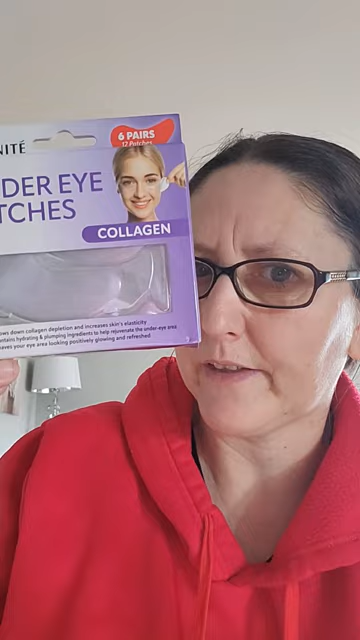 NITÉ
6 PAIRS
12 Patches
DER EYE
TCHES
COLLAGEN
ows down collagen depletion and increases skin's elasticity
ntains hydrating & plumping ingredients to help rejuvenate the under-eye area
eaves your eye area looking positively glowing and refreshed